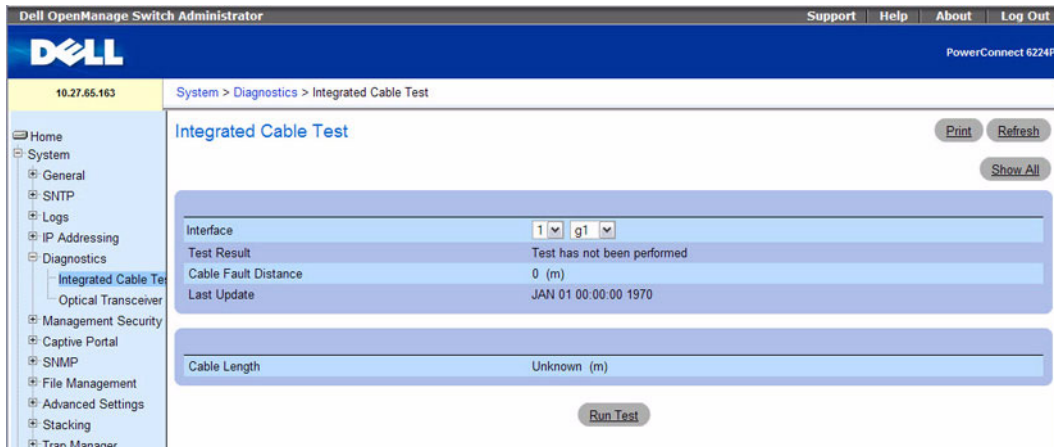 Dell OpenManage Switch Administrator
Support Help About Log Out
DELL
PowerConnect 6224P
10.27.65.163
System > Diagnostics > Integrated Cable Test
Home
System
General
SNTP
Logs
IP Addressing
Diagnostics
Integrated Cable Tes
Optical Transceiver
Management Security
Captive Portal
SNMP
File Management
Advanced Settings
Stacking
Trap Manager
Integrated Cable Test
Print Refresh
Show All
Interface 1 g1
Test Result Test has not been performed
Cable Fault Distance 0 (m)
Last Update JAN 01 00:00:00 1970
Cable Length Unknown (m)
Run Test